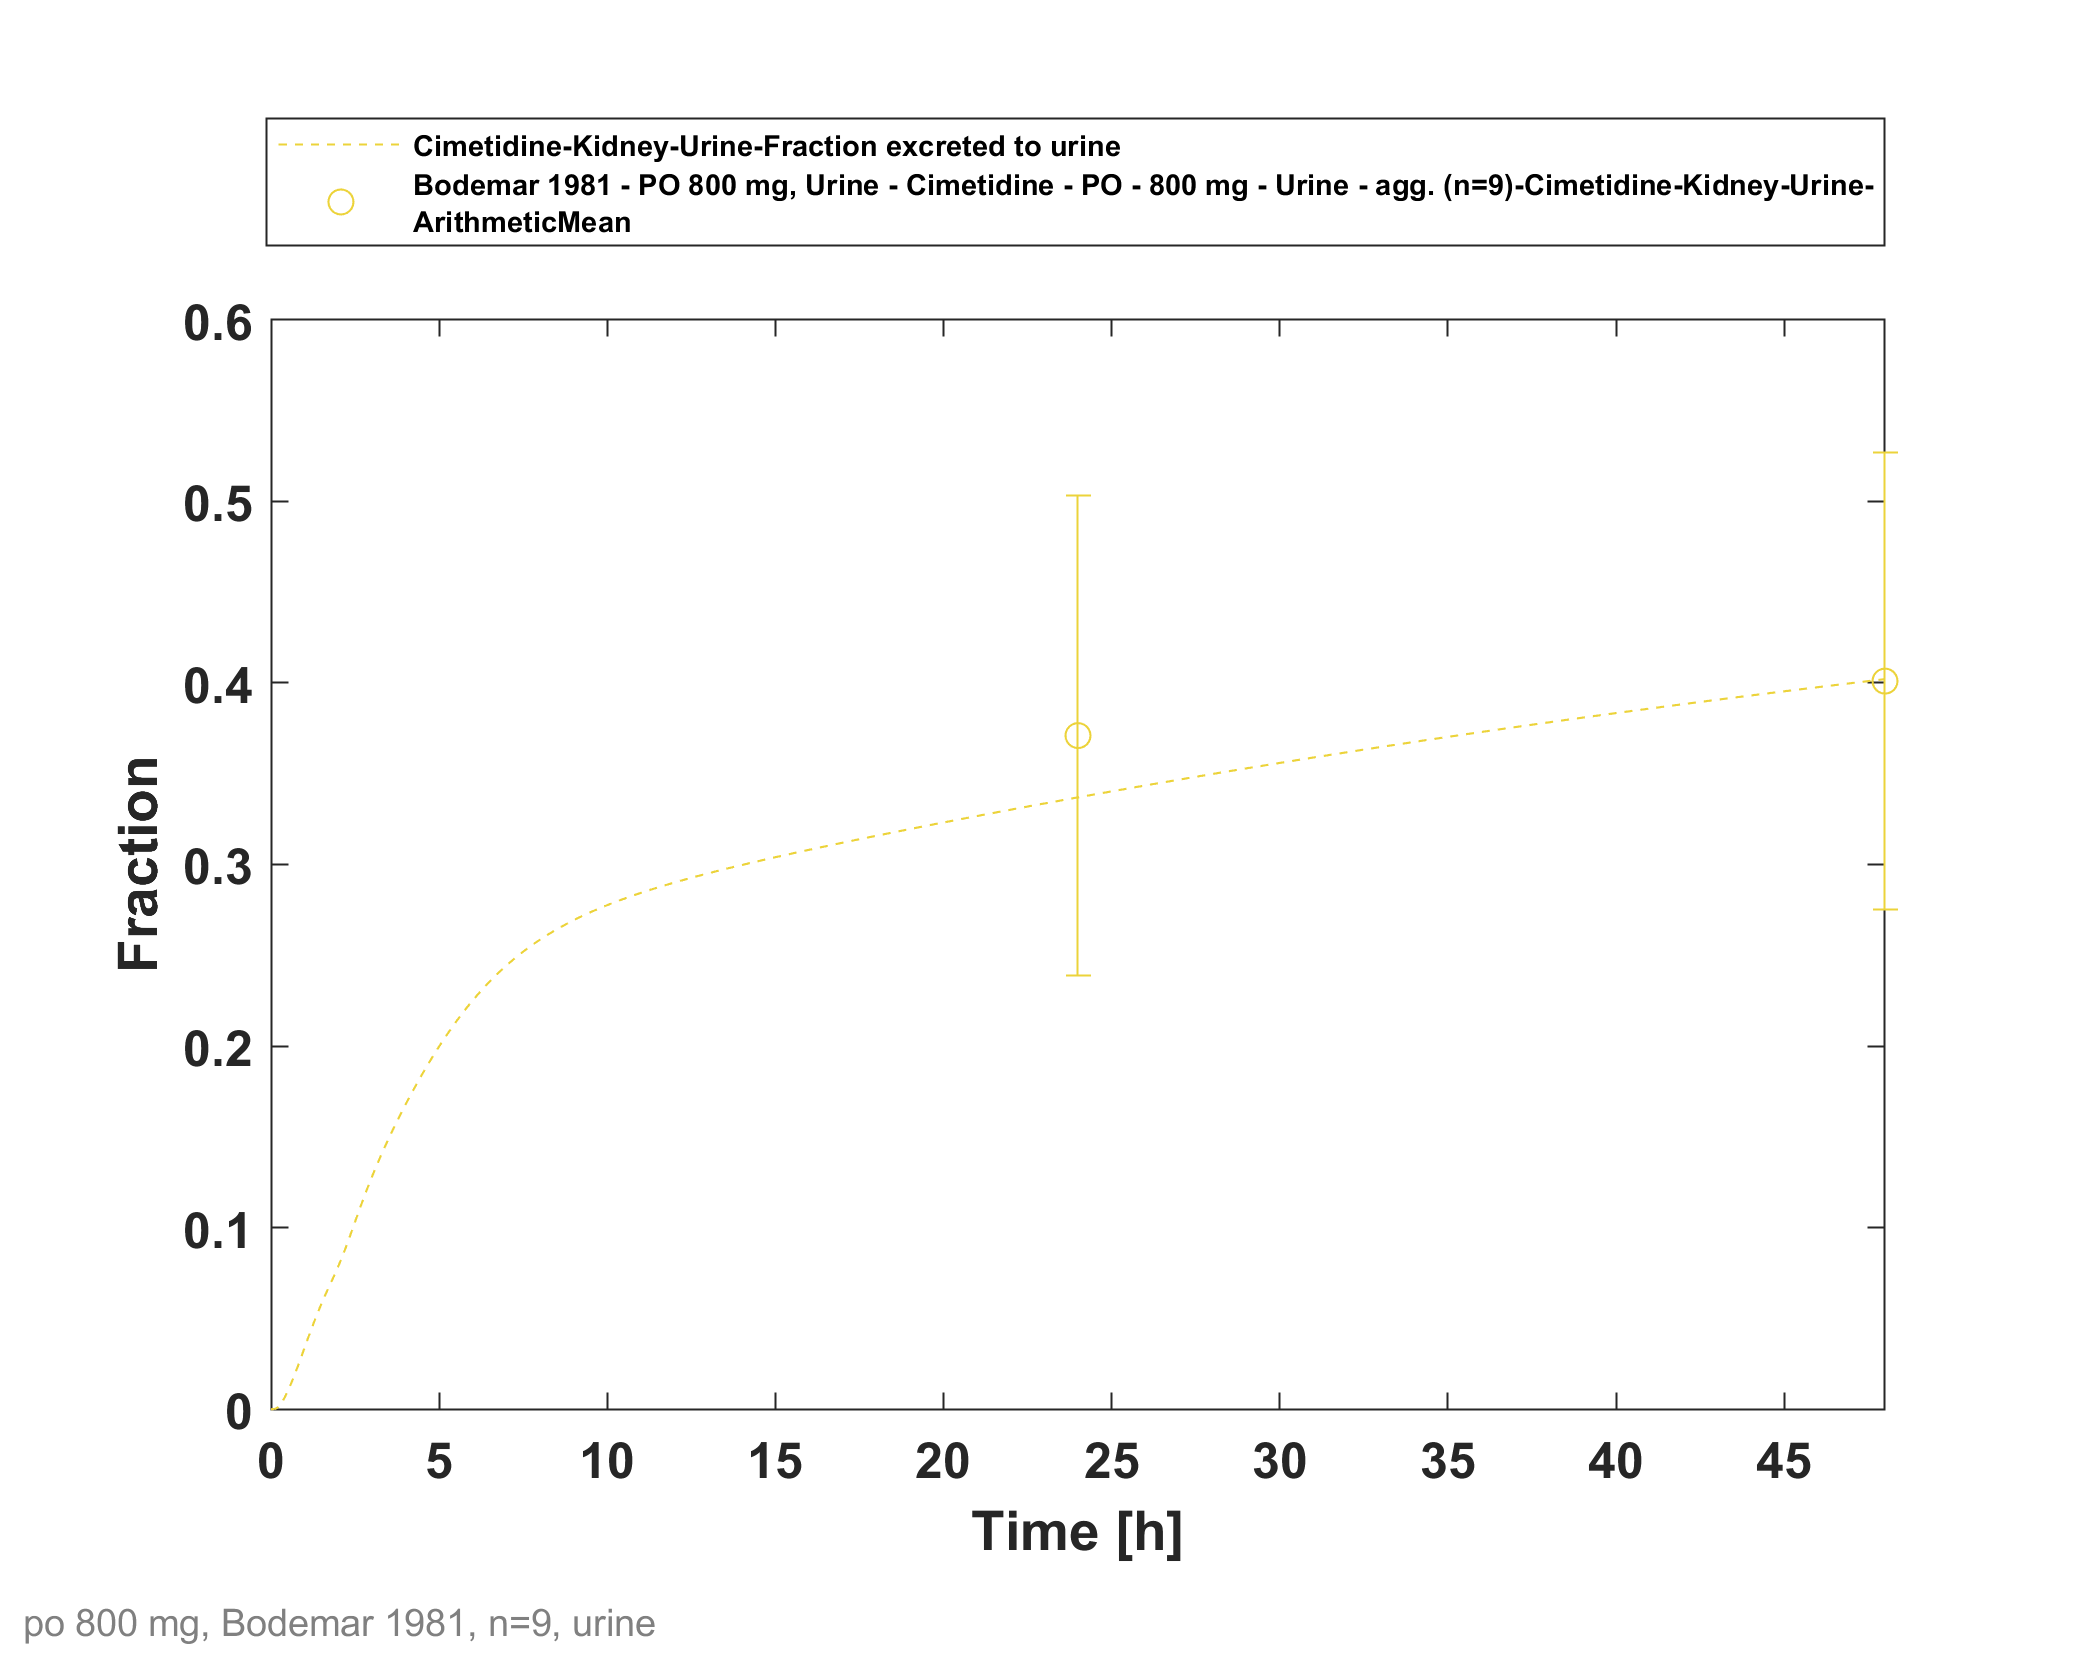 Cimetidine-Kidney-Urine-Fraction excreted to urine
Bodemar 1981 - PO 800 mg, Urine - Cimetidine - PO - 800 mg - Urine - agg. (n=9)-Cimetidine-Kidney-Urine-
ArithmeticMean
0.6
0.5
0.4
0.3
0.2
0.1
0
Fraction
0 5 10 15 20 25 30 35 40 45
Time [h]
po 800 mg, Bodemar 1981, n=9, urine